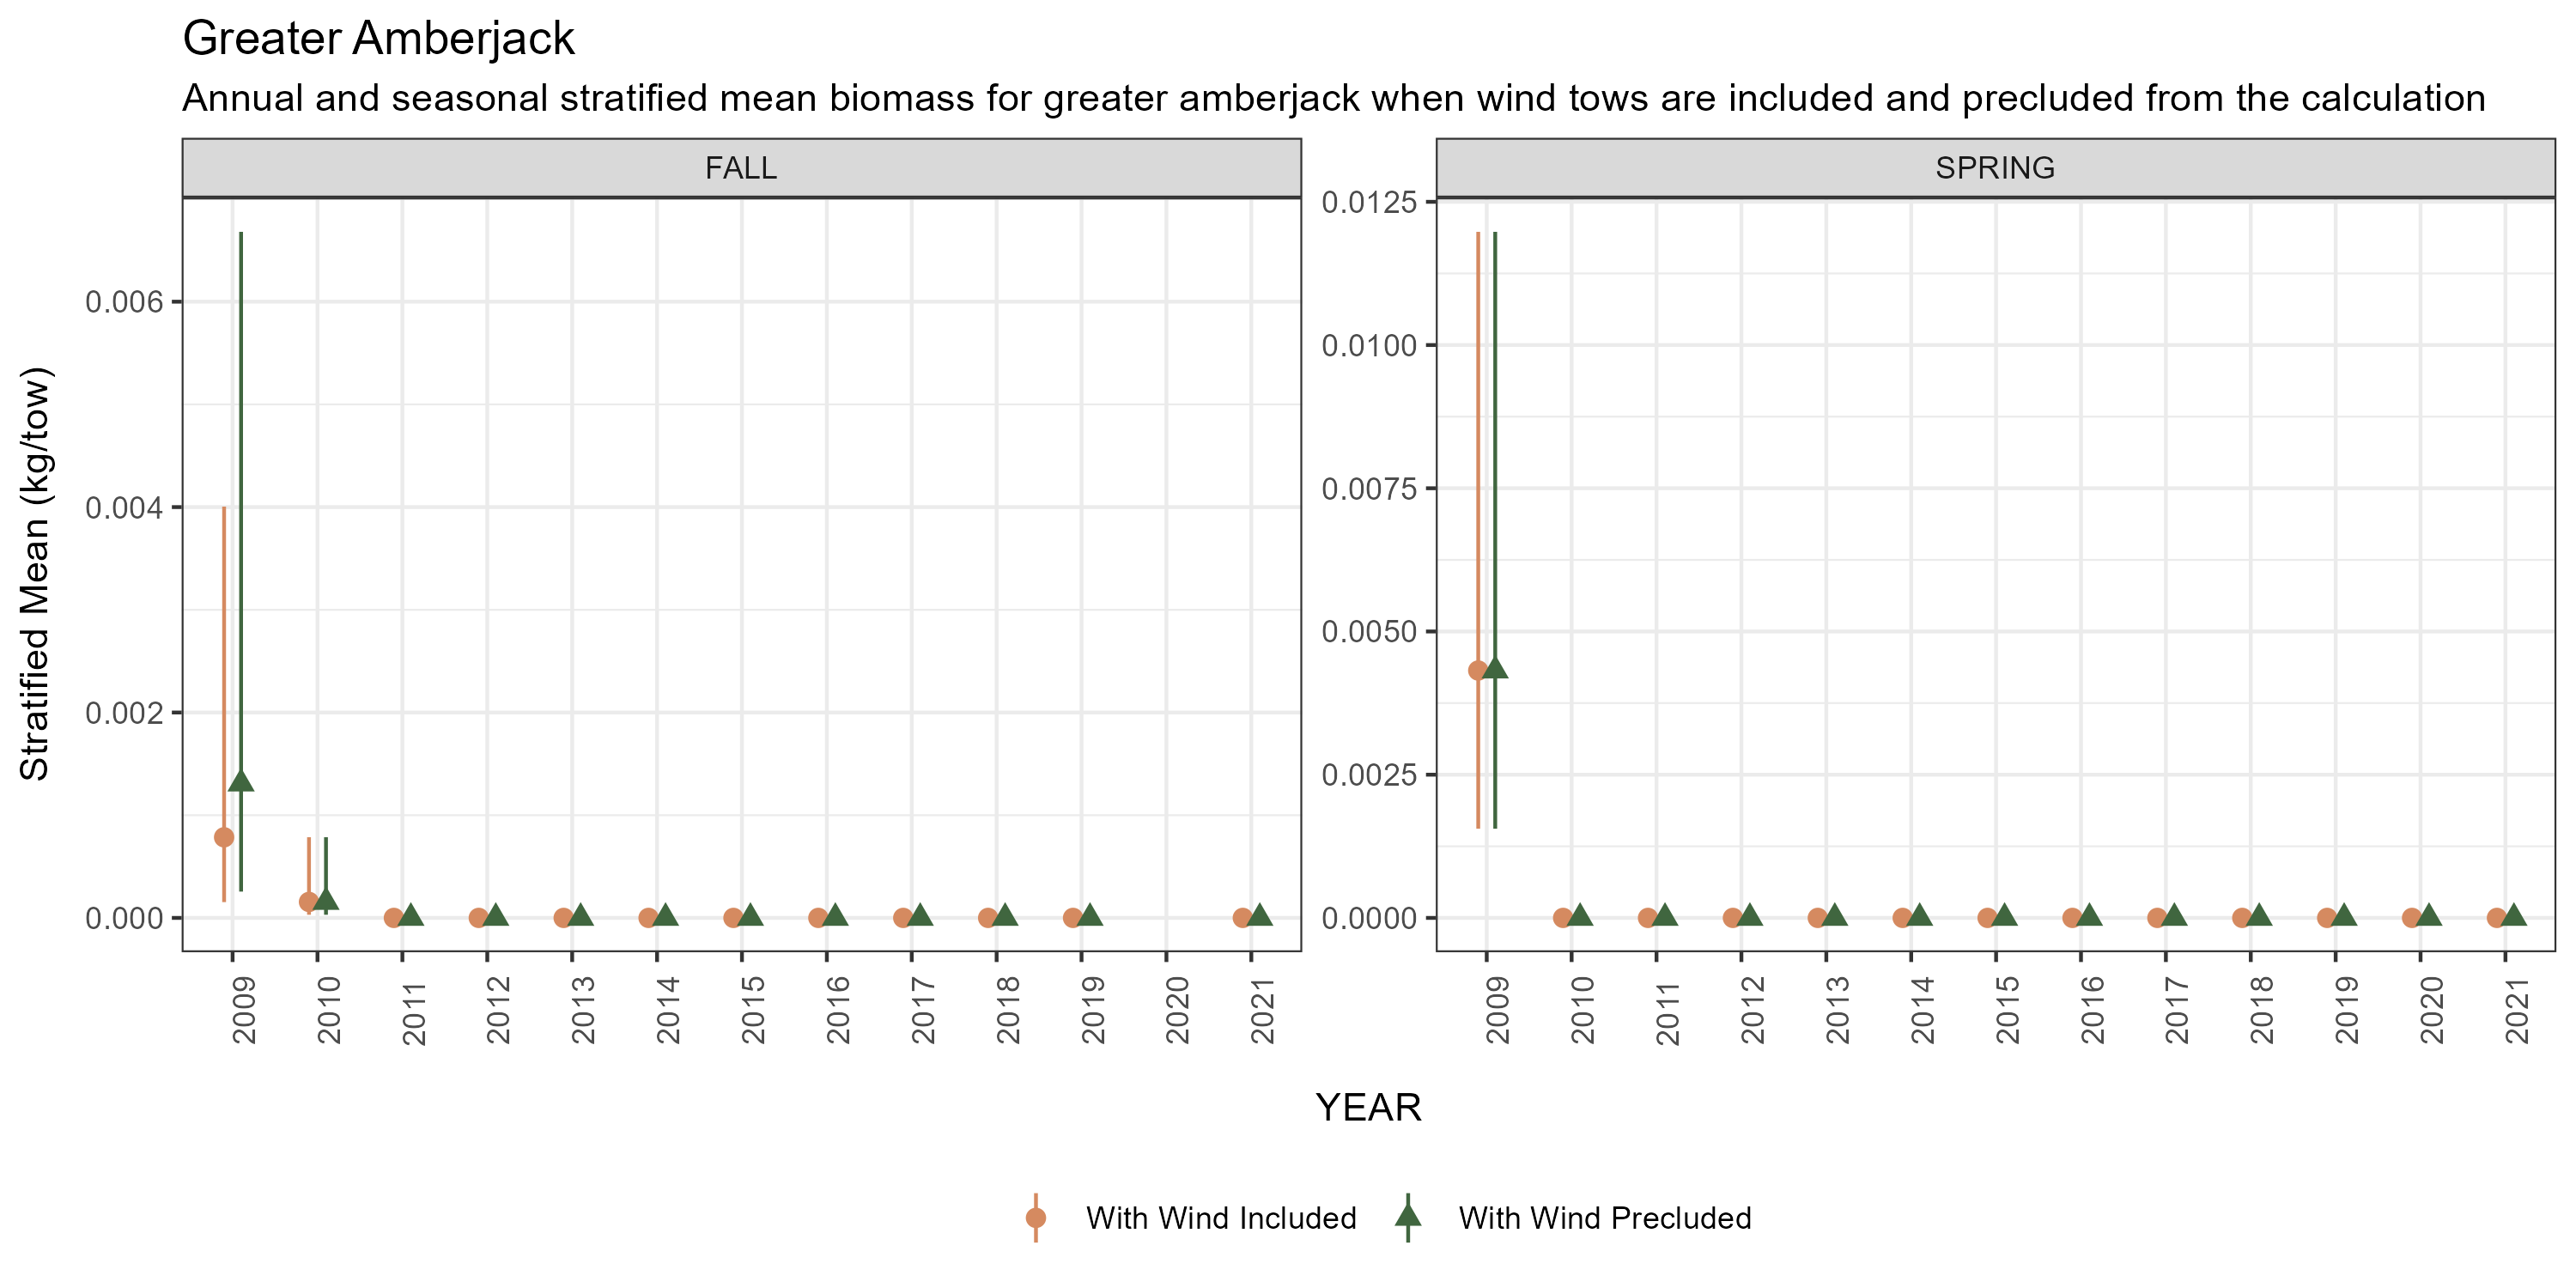 Greater Amberjack
Annual and seasonal stratified mean biomass for greater amberjack when wind tows are included and precluded from the calculation
FALL
SPRING
Stratified Mean (kg/tow)
0.006
0.004
0.002
0.000
0.0125
0.0100
0.0075
0.0050
0.0025
0.0000
2009 2010 2011 2012 2013 2014 2015 2016 2017 2018 2019 2020 2021
2009 2010 2011 2012 2013 2014 2015 2016 2017 2018 2019 2020 2021
YEAR
With Wind Included
With Wind Precluded